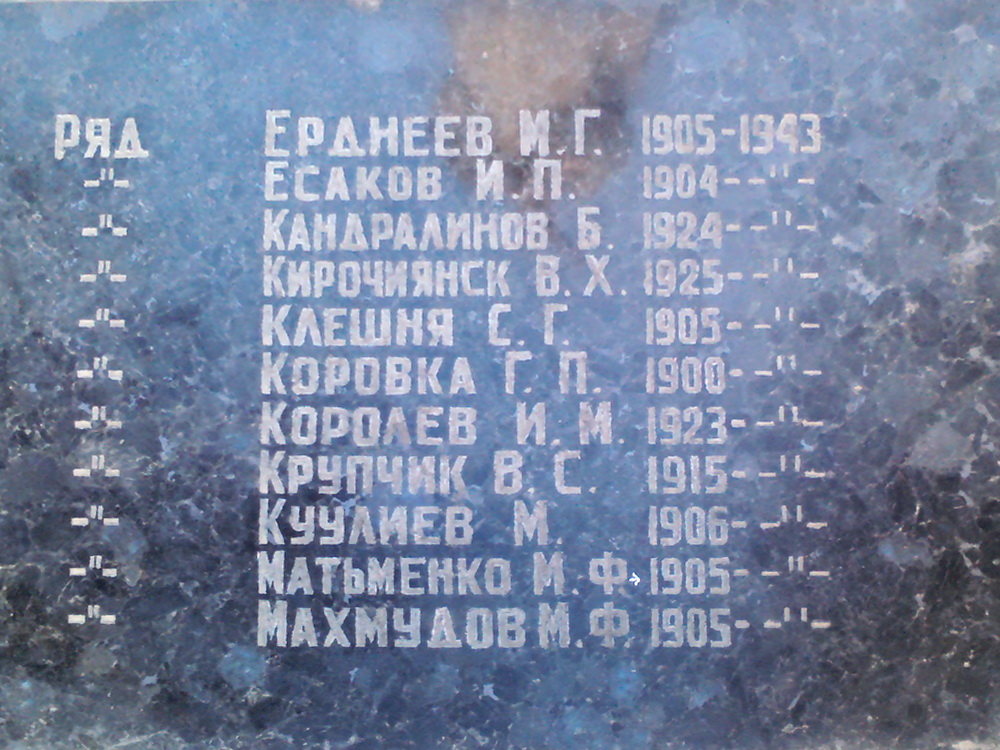 РЯД ЕРДНЕЕВ М.Г. 1905-1943
-"- ЕСАКОВ И.П. 1904--"-
-"- КАНДРАЛИНОВ Б. 1924--"-
-"- КИРОЧИЯНСК В.Х. 1925--"-
-"- КЛЕШНЯ С.Г. 1905--"-
-"- КОРОВКА Г.П. 1900--"-
-"- КОРОЛЕВ И.М. 1923--"-
-"- КРУПЧИК В.С. 1915--"-
-"- КУУЛИЕВ М. 1906--"-
-"- МАТЬМЕНКО М.Ф. 1905--"-
-"- МАХМУДОВ М.Ф. 1905--"-